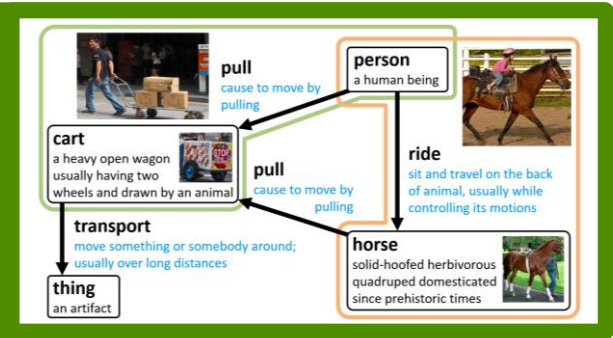 person
a human being
pull
cause to move by
pulling
cart
a heavy open wagon
usually having two
wheels and drawn by an animal
STOP
pull
cause to move by
pulling
ride
sit and travel on the back
of animal, usually while
controlling its motions
transport
move something or somebody around;
usually over long distances
horse
solid-hoofed herbivorous
quadruped domesticated
since prehistoric times
thing
an artifact